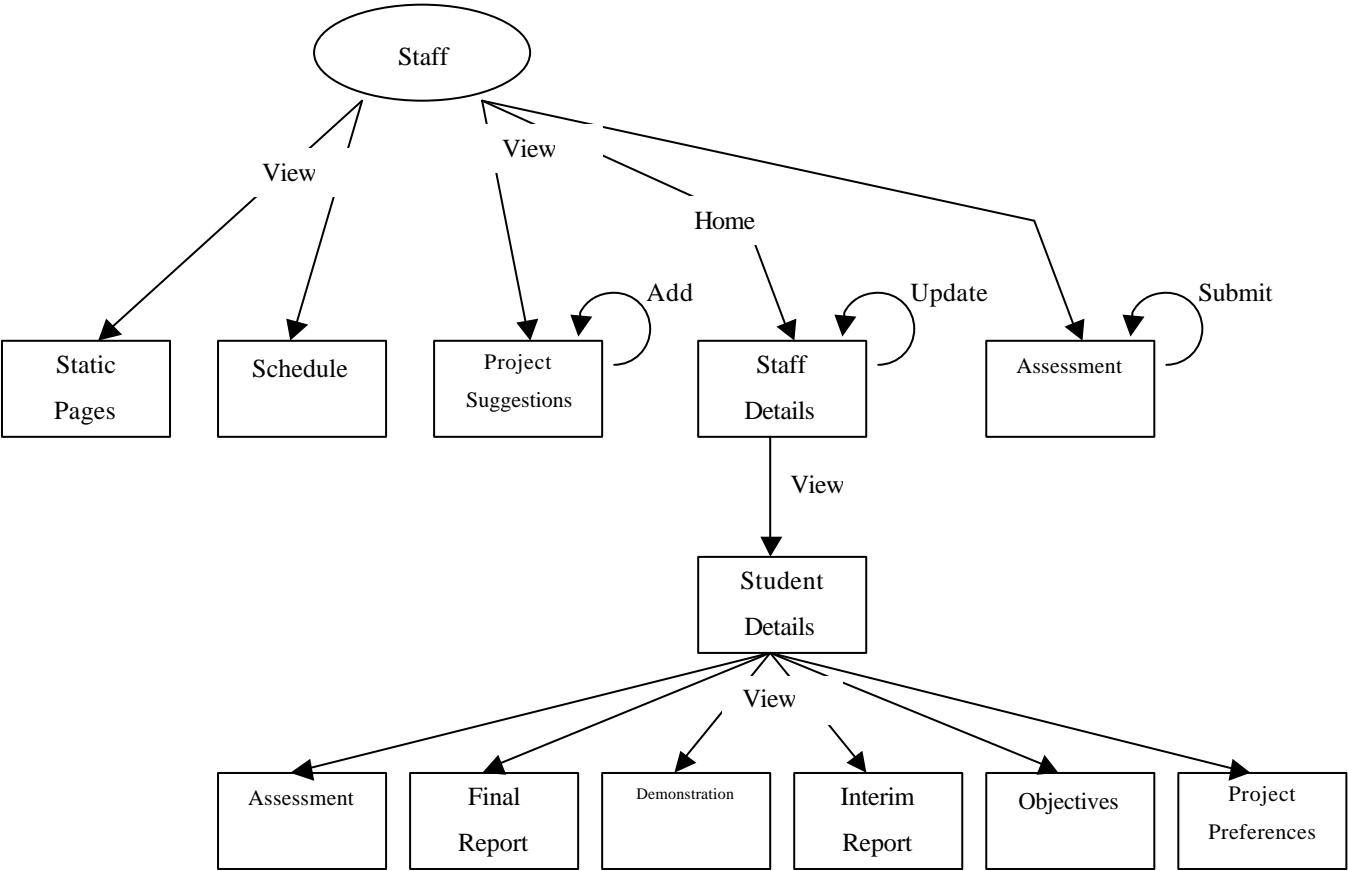 Staff
View
View
Home
Add
Update
Submit
Static
Pages
Schedule
Project
Suggestions
Staff
Details
Assessment
View
Student
Details
View
Assessment
Final
Report
Demonstration
Interim
Report
Objectives
Project
Preferences